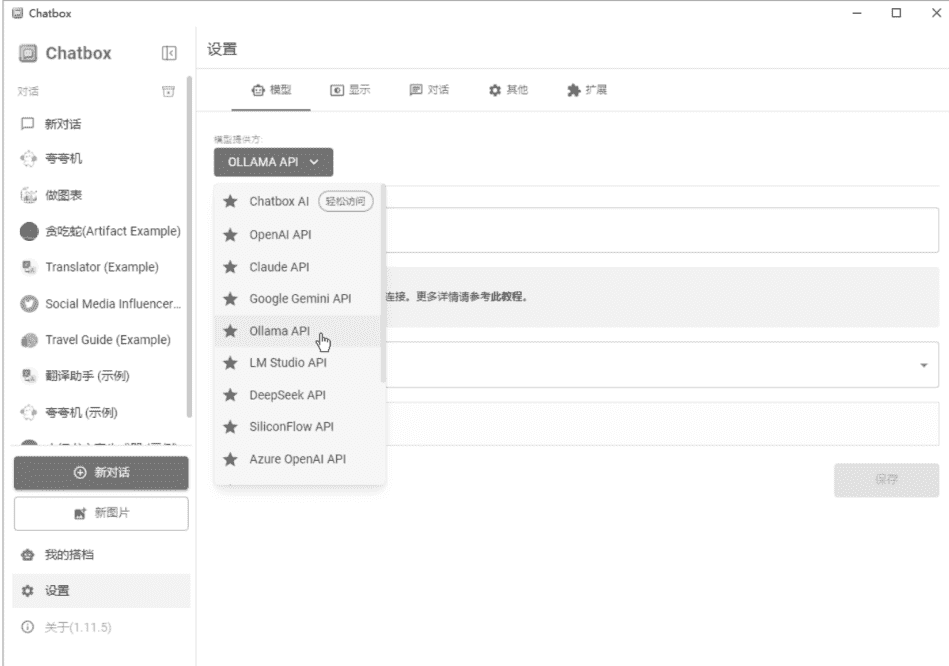 Chatbox
Chatbox
对话
新对话
夸夸机
做图表
贪吃蛇(Artifact Example)
Translator (Example)
Social Media Influencer...
Travel Guide (Example)
翻译助手 (示例)
夸夸机 (示例)
新对话
新图片
我的搭档
设置
关于(1.11.5)
设置
模型
显示
对话
其他
扩展
模型提供方:
OLLAMA API
Chatbox AI 轻松访问
OpenAI API
Claude API
Google Gemini API
Ollama API
LM Studio API
DeepSeek API
SiliconFlow API
Azure OpenAI API
连接。更多详情请参考此教程。
保存